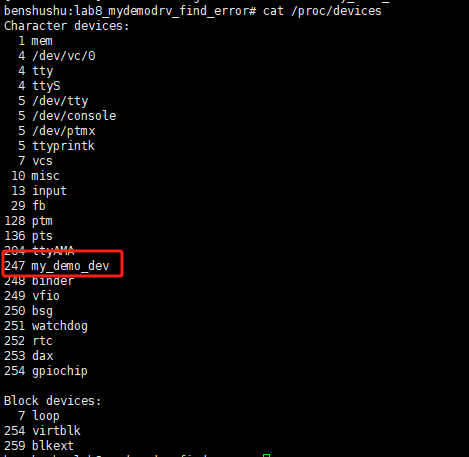 benshushu:lab8_mydemodrv_find_error# cat /proc/devices
Character devices:
1 mem
4 /dev/vc/0
4 tty
4 ttyS
5 /dev/tty
5 /dev/console
5 /dev/ptmx
5 ttyprintk
7 vcs
10 misc
13 input
29 fb
128 ptm
136 pts
204 ttyAMA
247 my_demo_dev
248 binder
249 vfio
250 bsg
251 watchdog
252 rtc
253 dax
254 gpiochip
Block devices:
7 loop
254 virtblk
259 blkext